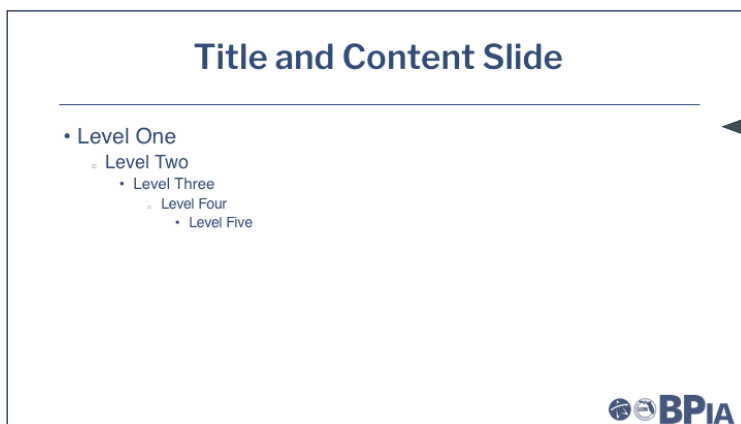 Title and Content Slide
• Level One
○ Level Two
• Level Three
○ Level Four
• Level Five
BPIA